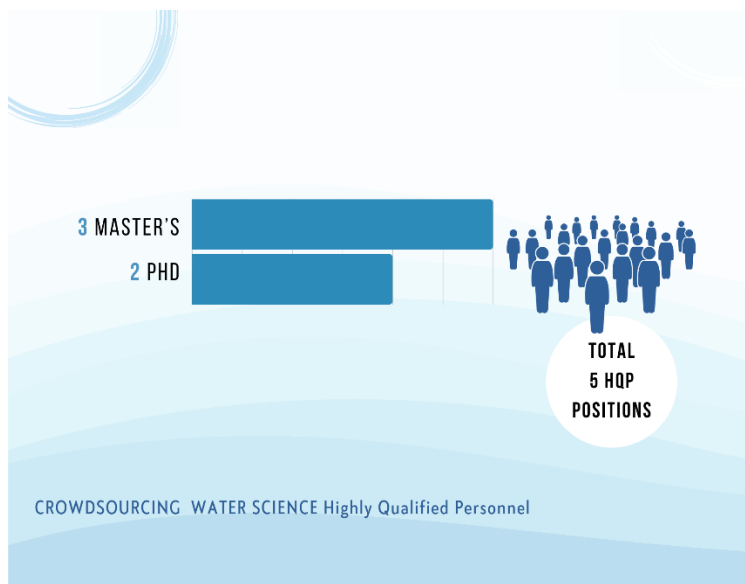 3 MASTER'S
2 PHD
TOTAL
5 HQP
POSITIONS
CROWDSOURCING WATER SCIENCE Highly Qualified Personnel